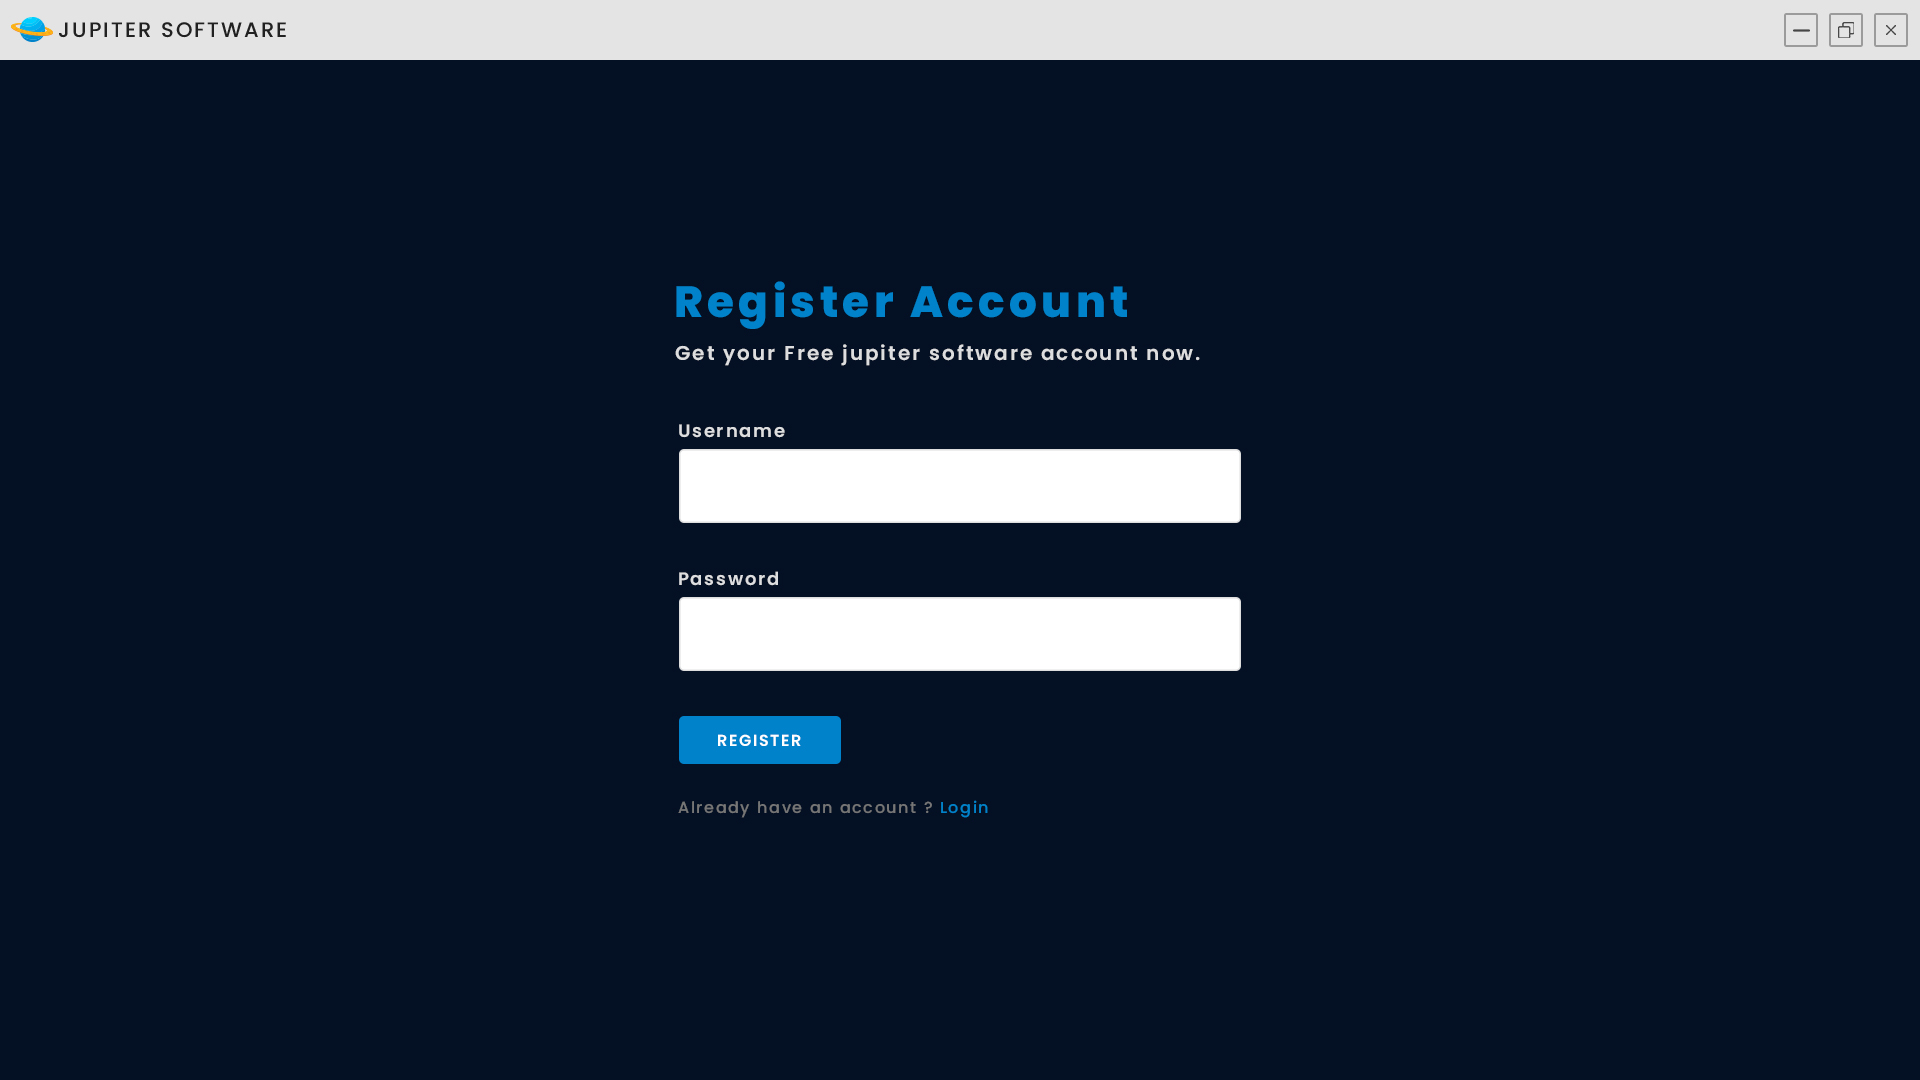 JUPITER SOFTWARE
Register Account
Get your Free jupiter software account now.
Username
Password
REGISTER
Already have an account ? Login